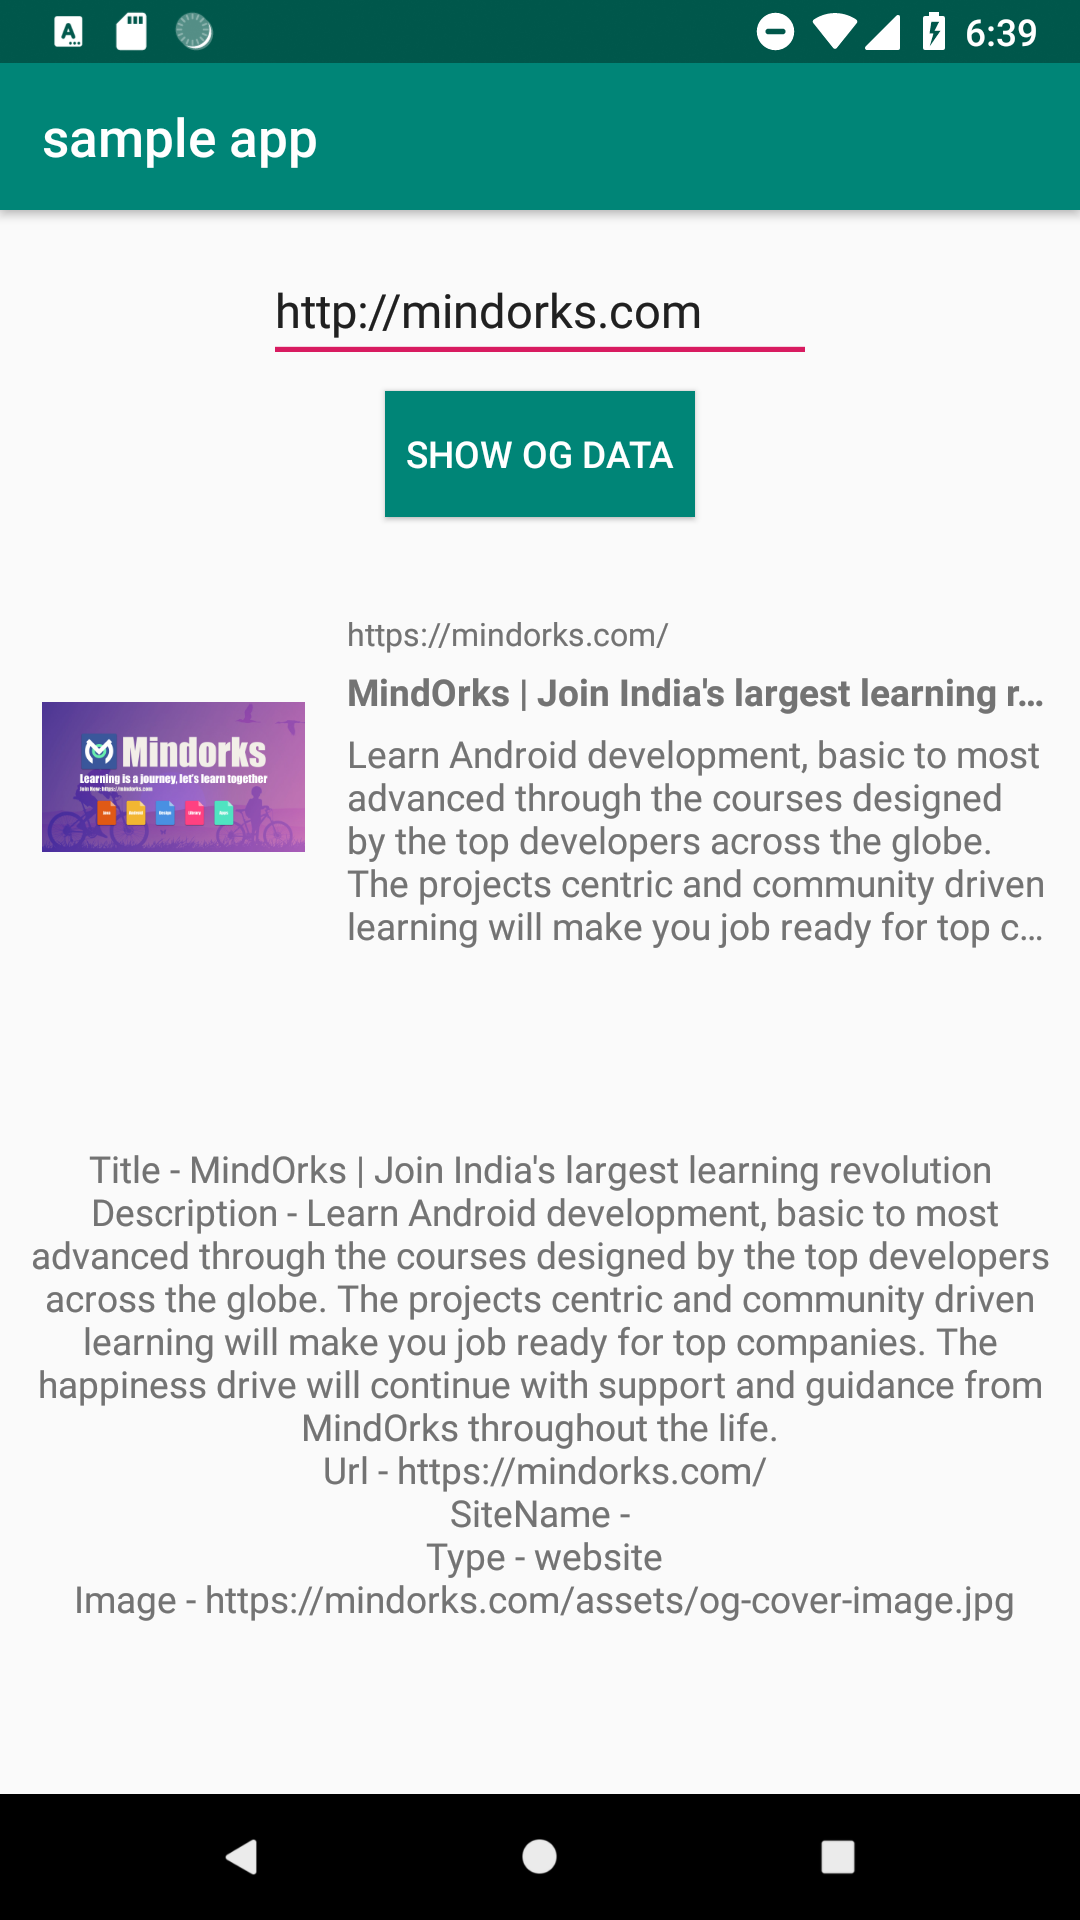 6:39
sample app
http://mindorks.com
SHOW OG DATA
https://mindorks.com/
MindOrks | Join India's largest learning r...
Mindorks
Learning is a journey, let's learn together
Join Now: https://mindorks.com
Learn Android development, basic to most
advanced through the courses designed
by the top developers across the globe.
The projects centric and community driven
learning will make you job ready for top c...
Title - MindOrks | Join India's largest learning revolution
Description - Learn Android development, basic to most
advanced through the courses designed by the top developers
across the globe. The projects centric and community driven
learning will make you job ready for top companies. The
happiness drive will continue with support and guidance from
MindOrks throughout the life.
Url - https://mindorks.com/
SiteName -
Type - website
Image - https://mindorks.com/assets/og-cover-image.jpg